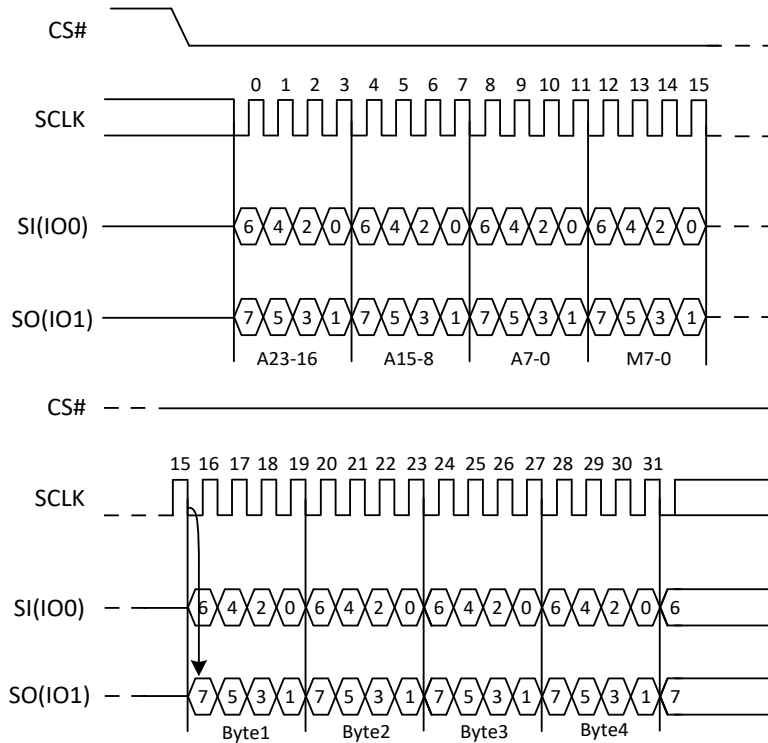 CS#
0 1 2 3 4 5 6 7 8 9 10 11 12 13 14 15
SCLK
SI(IO0) 6 4 2 0 6 4 2 0 6 4 2 0 6 4 2 0
SO(IO1) 7 5 3 1 7 5 3 1 7 5 3 1 7 5 3 1
A23-16 A15-8 A7-0 M7-0
CS#
15 16 17 18 19 20 21 22 23 24 25 26 27 28 29 30 31
SCLK
SI(IO0) 6 4 2 0 6 4 2 0 6 4 2 0 6 4 2 0 6
SO(IO1) 7 5 3 1 7 5 3 1 7 5 3 1 7 5 3 1 7
Byte1 Byte2 Byte3 Byte4